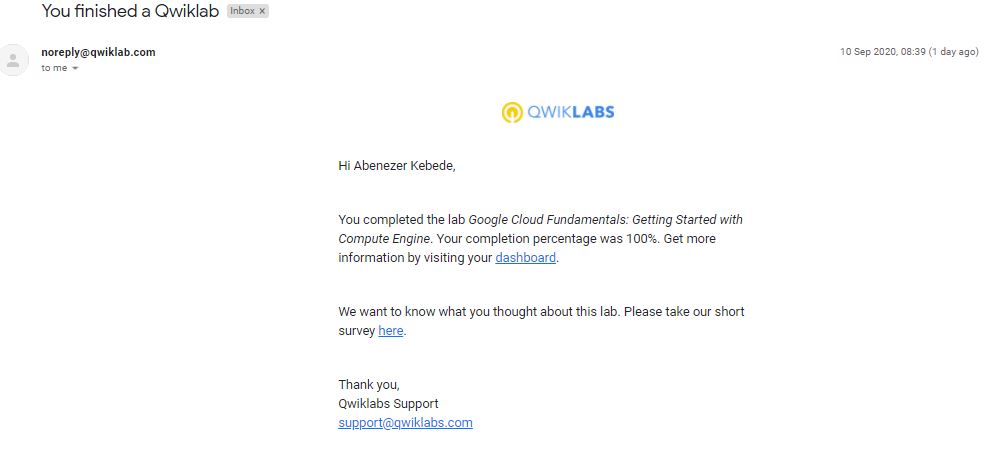 You finished a Qwiklab Inbox x
noreply@qwiklab.com 10 Sep 2020, 08:39 (1 day ago)
to me
QWIKLABS
Hi Abenezer Kebede,
You completed the lab Google Cloud Fundamentals: Getting Started with
Compute Engine. Your completion percentage was 100%. Get more
information by visiting your dashboard.
We want to know what you thought about this lab. Please take our short
survey here.
Thank you,
Qwiklabs Support
support@qwiklabs.com